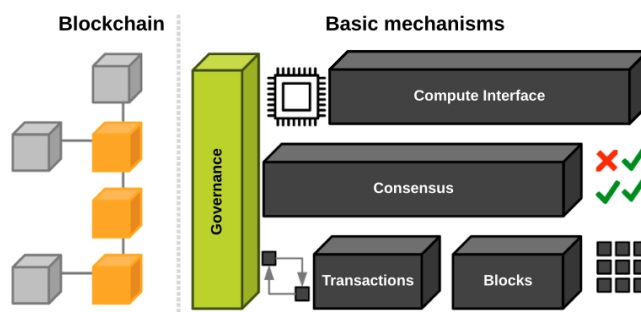 Blockchain
Basic mechanisms
Governance
Compute Interface
Consensus
Transactions
Blocks